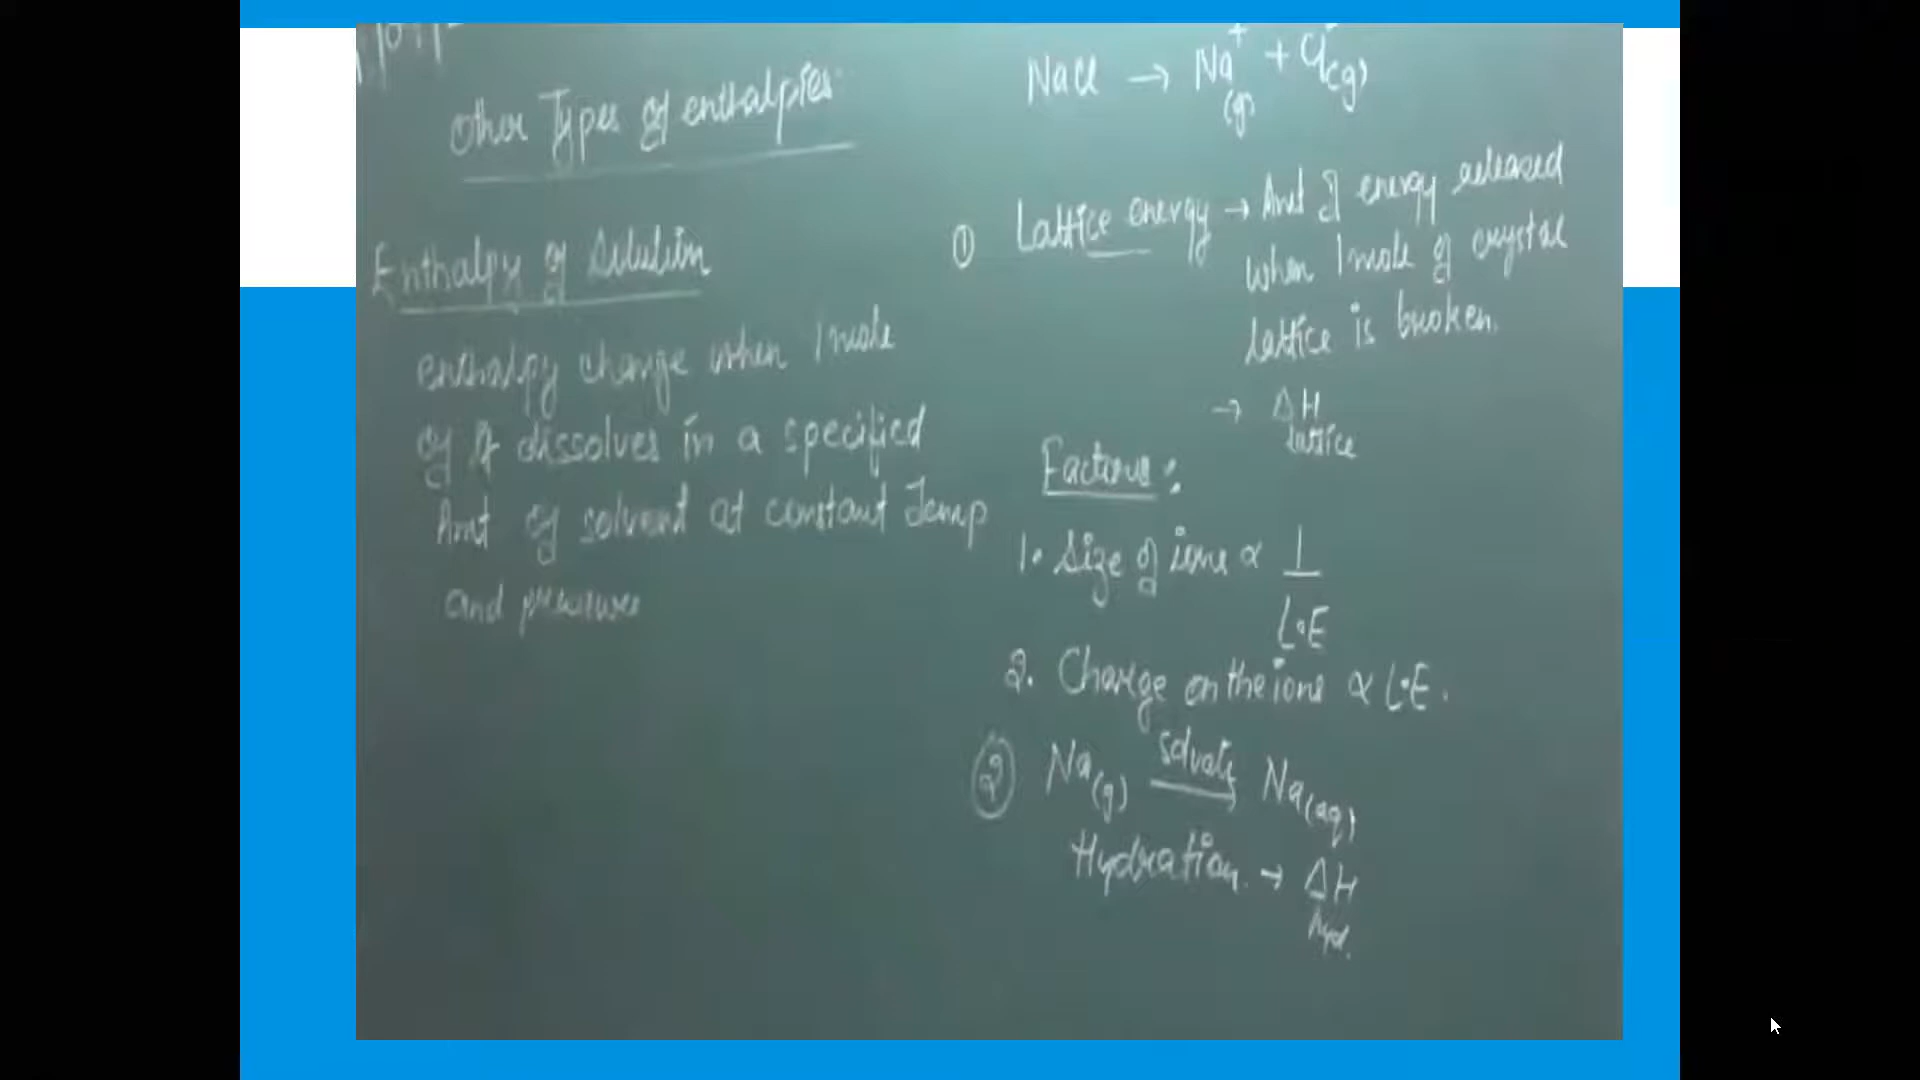 Other Types of enthalpies
Enthalpy of
enthalpy change when 1 mole
of it dissolves in a specified
Amt of solvent at constant Temp
and pressure
NaCl → Na⁺(g) + Cl⁻(g)
① Lattice energy → Amt of energy released
when 1 mole of crystal
lattice is broken.
→ ΔH lattice
Factors:
1. Size of ions ∝ 1/L.E
2. Charge on the ions ∝ L.E.
② Na(g) → Na(aq)
Hydration. → ΔH hyd.